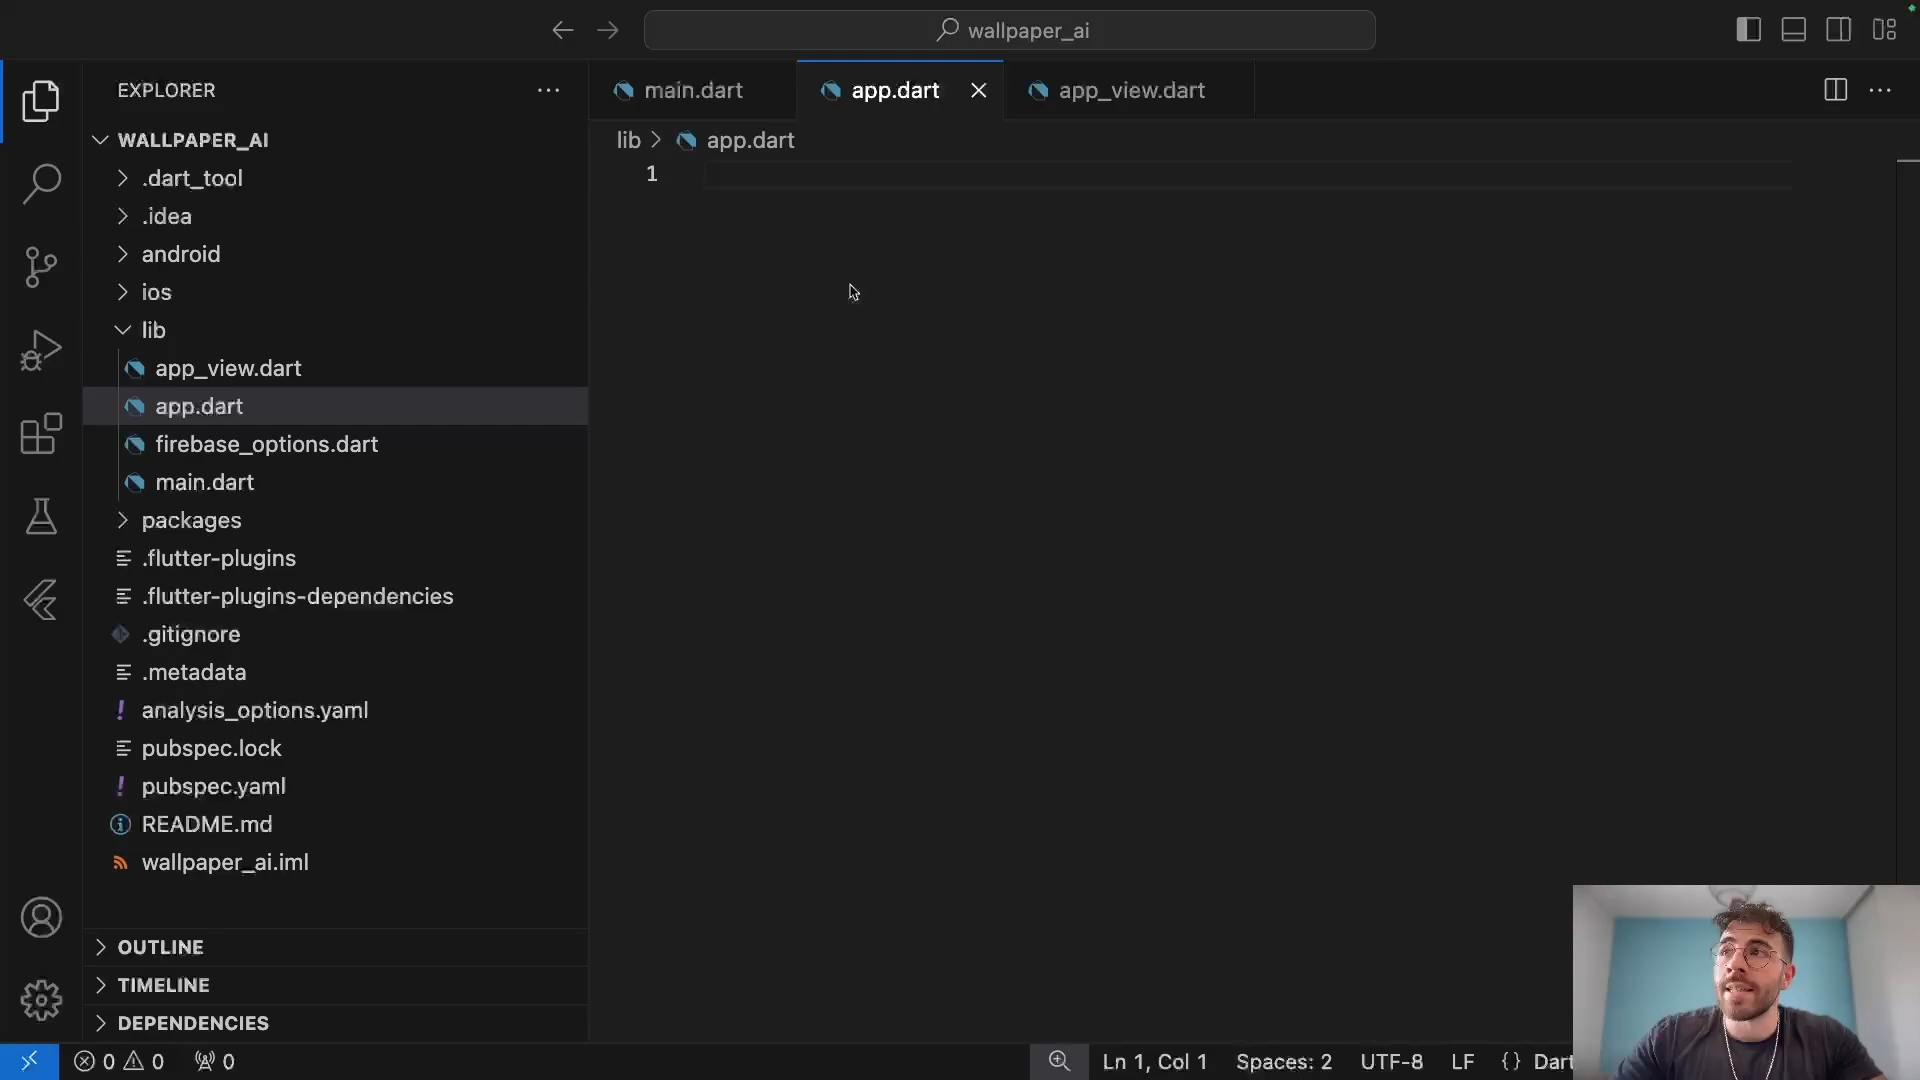 wallpaper_ai
EXPLORER
main.dart
app.dart
app_view.dart
WALLPAPER_AI
lib
app.dart
1
.dart_tool
.idea
android
ios
lib
app_view.dart
app.dart
firebase_options.dart
main.dart
packages
.flutter-plugins
.flutter-plugins-dependencies
.gitignore
.metadata
analysis_options.yaml
pubspec.lock
pubspec.yaml
README.md
wallpaper_ai.iml
OUTLINE
TIMELINE
DEPENDENCIES
0 0 0
Ln 1, Col 1 Spaces: 2 UTF-8 LF {} Dart